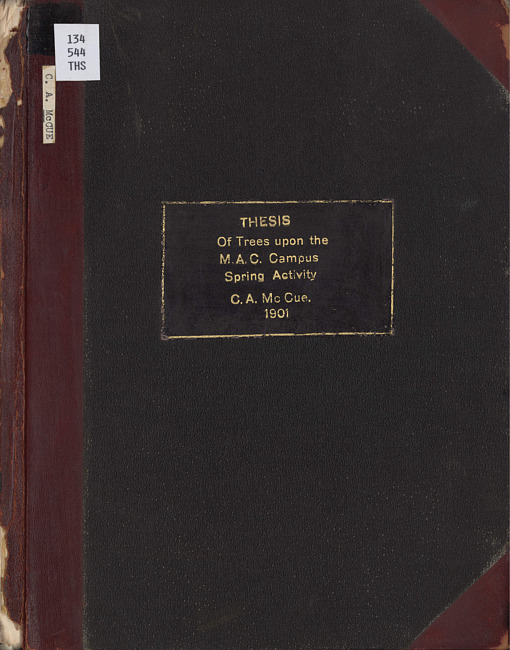 134
544
THS
C. A. McCUE
THESIS
Of Trees upon the
M.A.C. Campus
Spring Activity
C.A. Mc Cue.
1901